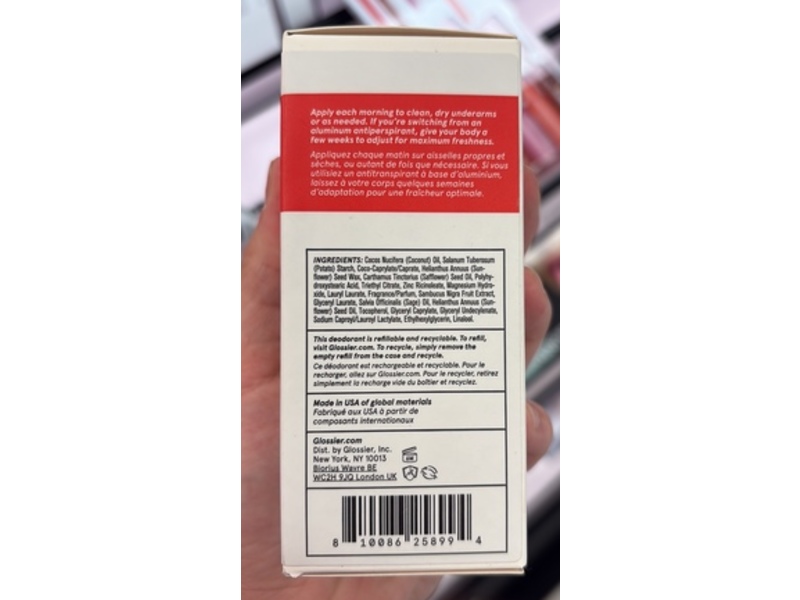 Apply each morning to clean, dry underarms
or as needed. If you're switching from an
aluminum antiperspirant, give your body a
few weeks to adjust for maximum freshness.
Appliquez chaque matin sur aisselles propres et
sèches, ou autant de fois que nécessaire. Si vous
utilisiez un antitranspirant à base d'aluminium,
laissez à votre corps quelques semaines
d'adaptation pour une fraîcheur optimale.
INGREDIENTS: Cocos Nucifera (Coconut) Oil, Solanum Tuberosum
(Potato) Starch, Coco-Caprylate/Caprate, Helianthus Annuus (Sun-
flower) Seed Wax, Carthamus Tinctorius (Safflower) Seed Oil, Polyhy-
droxystearic Acid, Triethyl Citrate, Zinc Ricinoleate, Magnesium Hydro-
xide, Lauryl Laurate, Fragrance/Parfum, Sambucus Nigra Fruit Extract,
Glyceryl Laurate, Salvia Officinalis (Sage) Oil, Helianthus Annuus (Sun-
flower) Seed Oil, Tocopherol, Glyceryl Caprylate, Glyceryl Undecylenate,
Sodium Caproyl/Lauroyl Lactylate, Ethylhexylglycerin, Linalool.
This deodorant is refillable and recyclable. To refill,
visit Glossier.com. To recycle, simply remove the
empty refill from the case and recycle.
Ce déodorant est rechargeable et recyclable. Pour le
recharger, allez sur Glossier.com. Pour le recycler, retirez
simplement la recharge vide du boîtier et recyclez.
Made in USA of global materials
Fabriqué aux USA à partir de
composants internationaux
Glossier.com
Dist. by Glossier, Inc.
New York, NY 10013
Biorius Wavre BE
WC2H 9JQ London UK
8 10086 25899 4